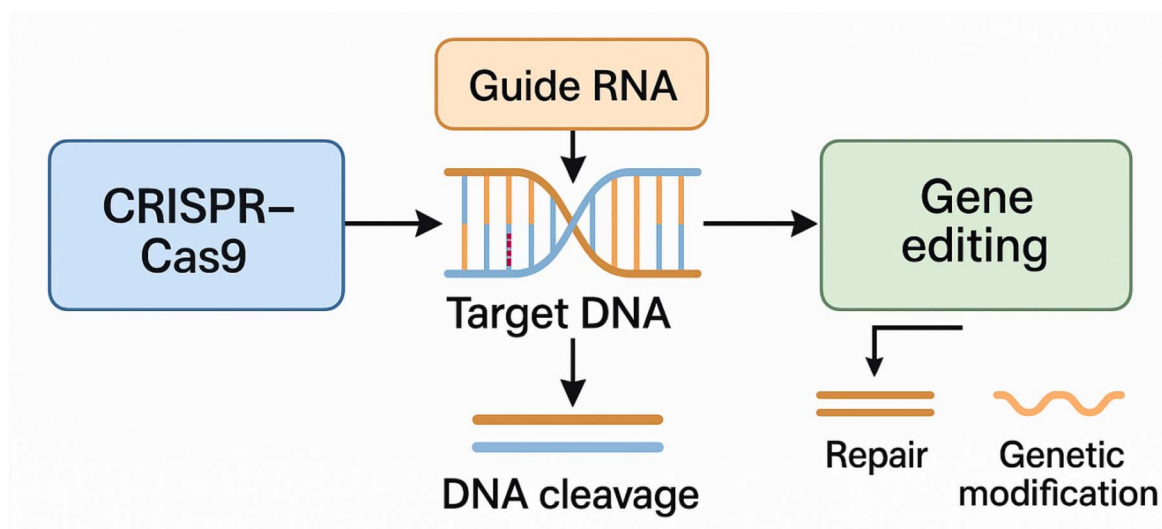 Guide RNA
CRISPR–
Cas9
Target DNA
Gene
editing
DNA cleavage
Repair
Genetic
modification